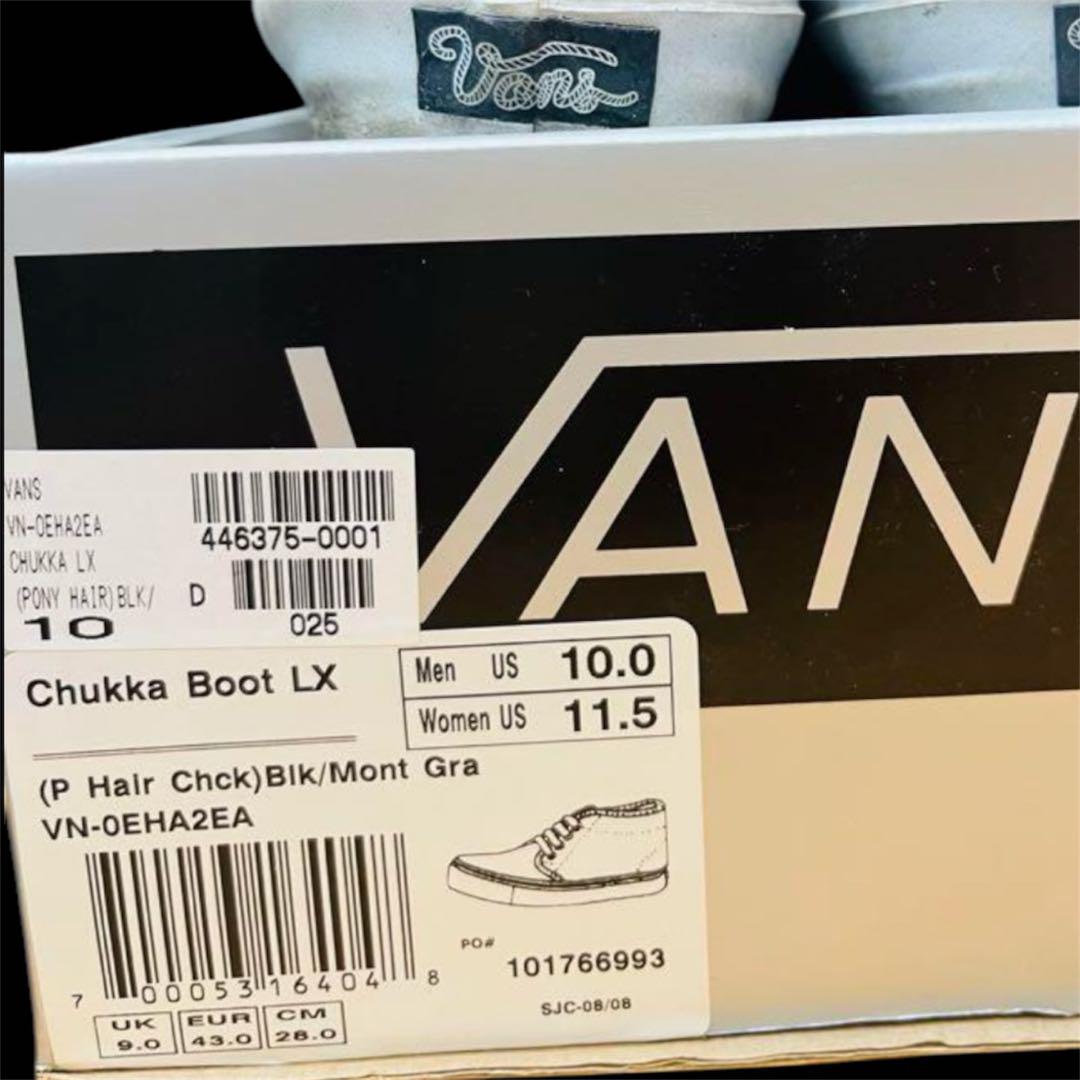 Vans
VANS
VANS
VN-0EHA2EA
CHUKKA LX
(PONY HAIR)BLK/
10
446375-0001
D
025
Chukka Boot LX
Men US 10.0
Women US 11.5
(P Hair Chck)Blk/Mont Gra
VN-0EHA2EA
7 00053 16404 8
PO# 101766993
SJC-08/08
UK 9.0
EUR 43.0
CM 28.0